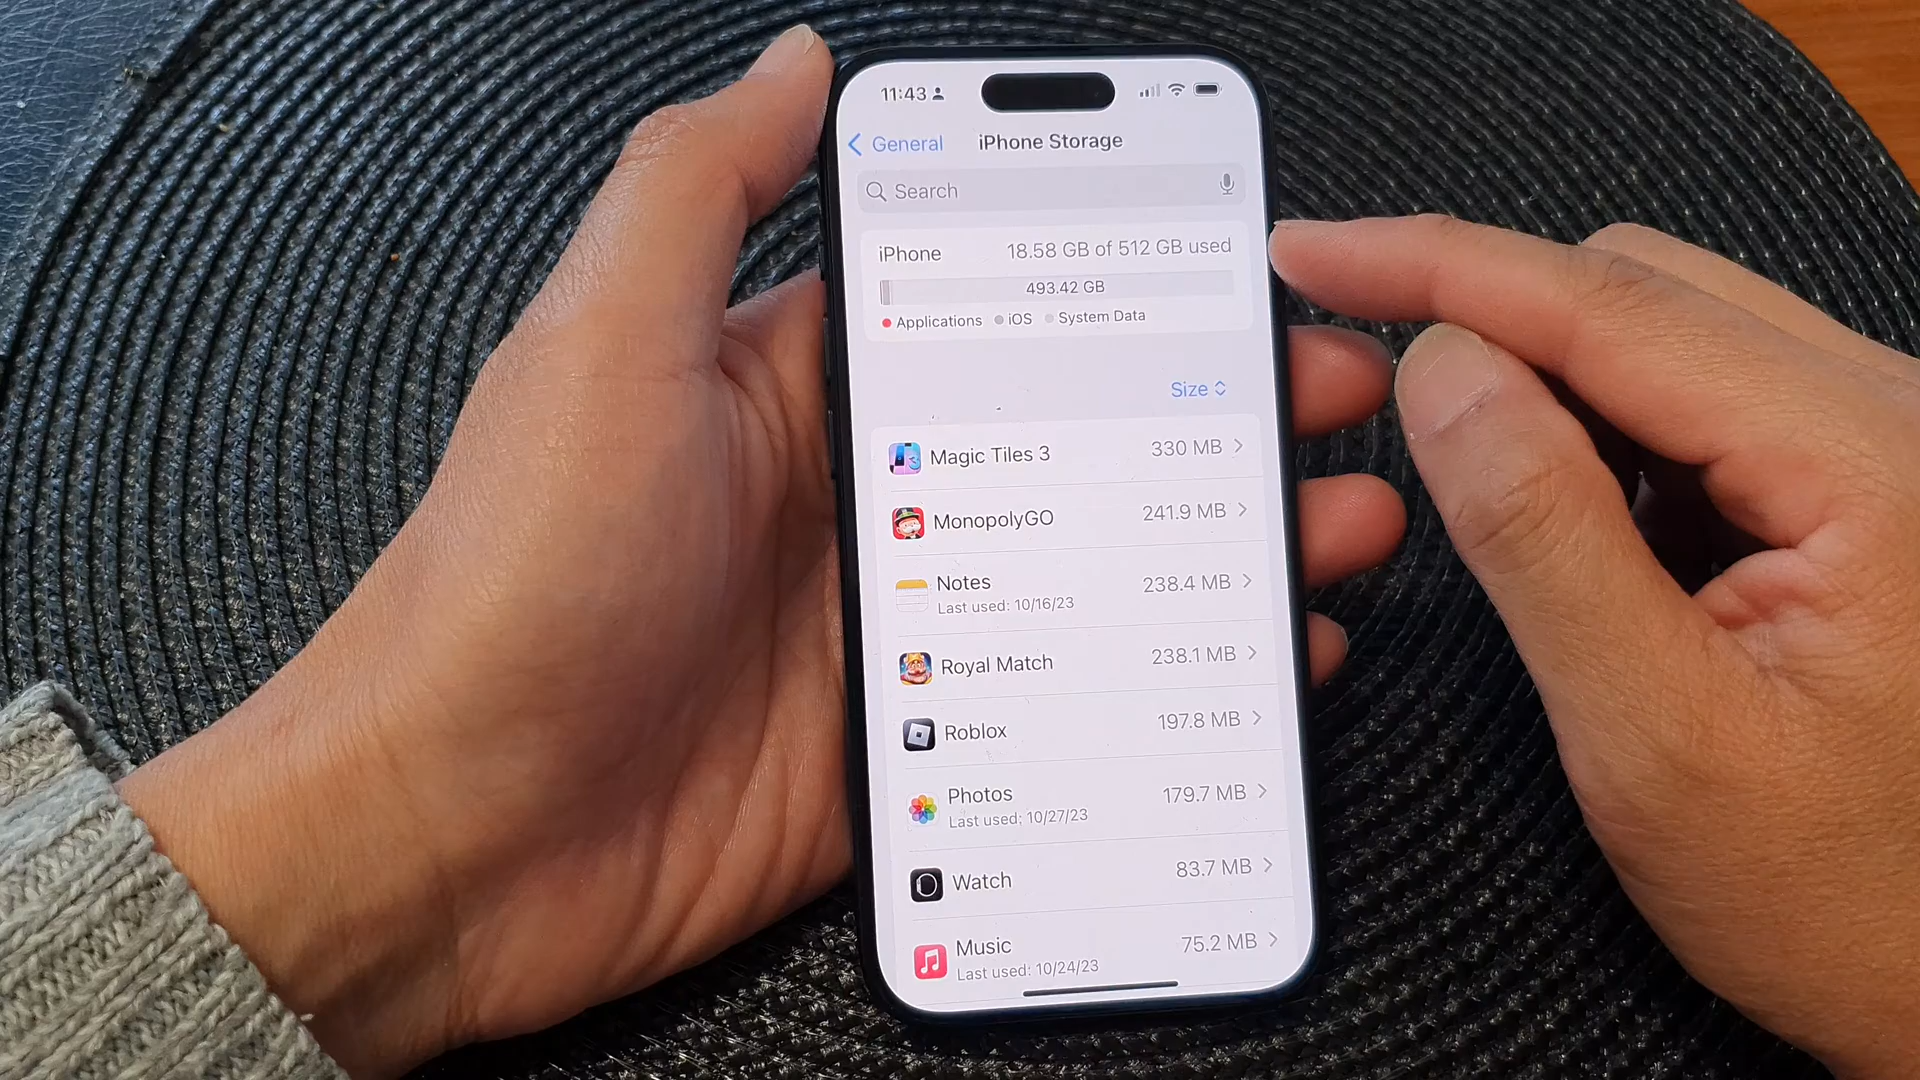 11:43
General
iPhone Storage
Search
iPhone
18.58 GB of 512 GB used
493.42 GB
Applications iOS System Data
Size
Magic Tiles 3 330 MB
MonopolyGO 241.9 MB
Notes 238.4 MB
Last used: 10/16/23
Royal Match 238.1 MB
Roblox 197.8 MB
Photos 179.7 MB
Last used: 10/27/23
Watch 83.7 MB
Music 75.2 MB
Last used: 10/24/23